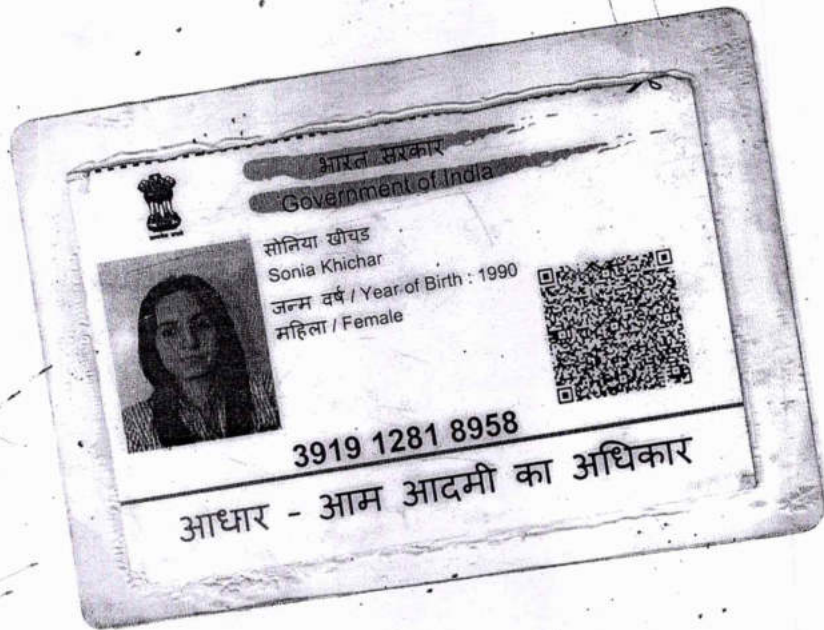 भारत सरकार
Government of India
सोनिया खीचड
Sonia Khichar
जन्म वर्ष / Year of Birth : 1990
महिला / Female
3919 1281 8958
आधार - आम आदमी का अधिकार